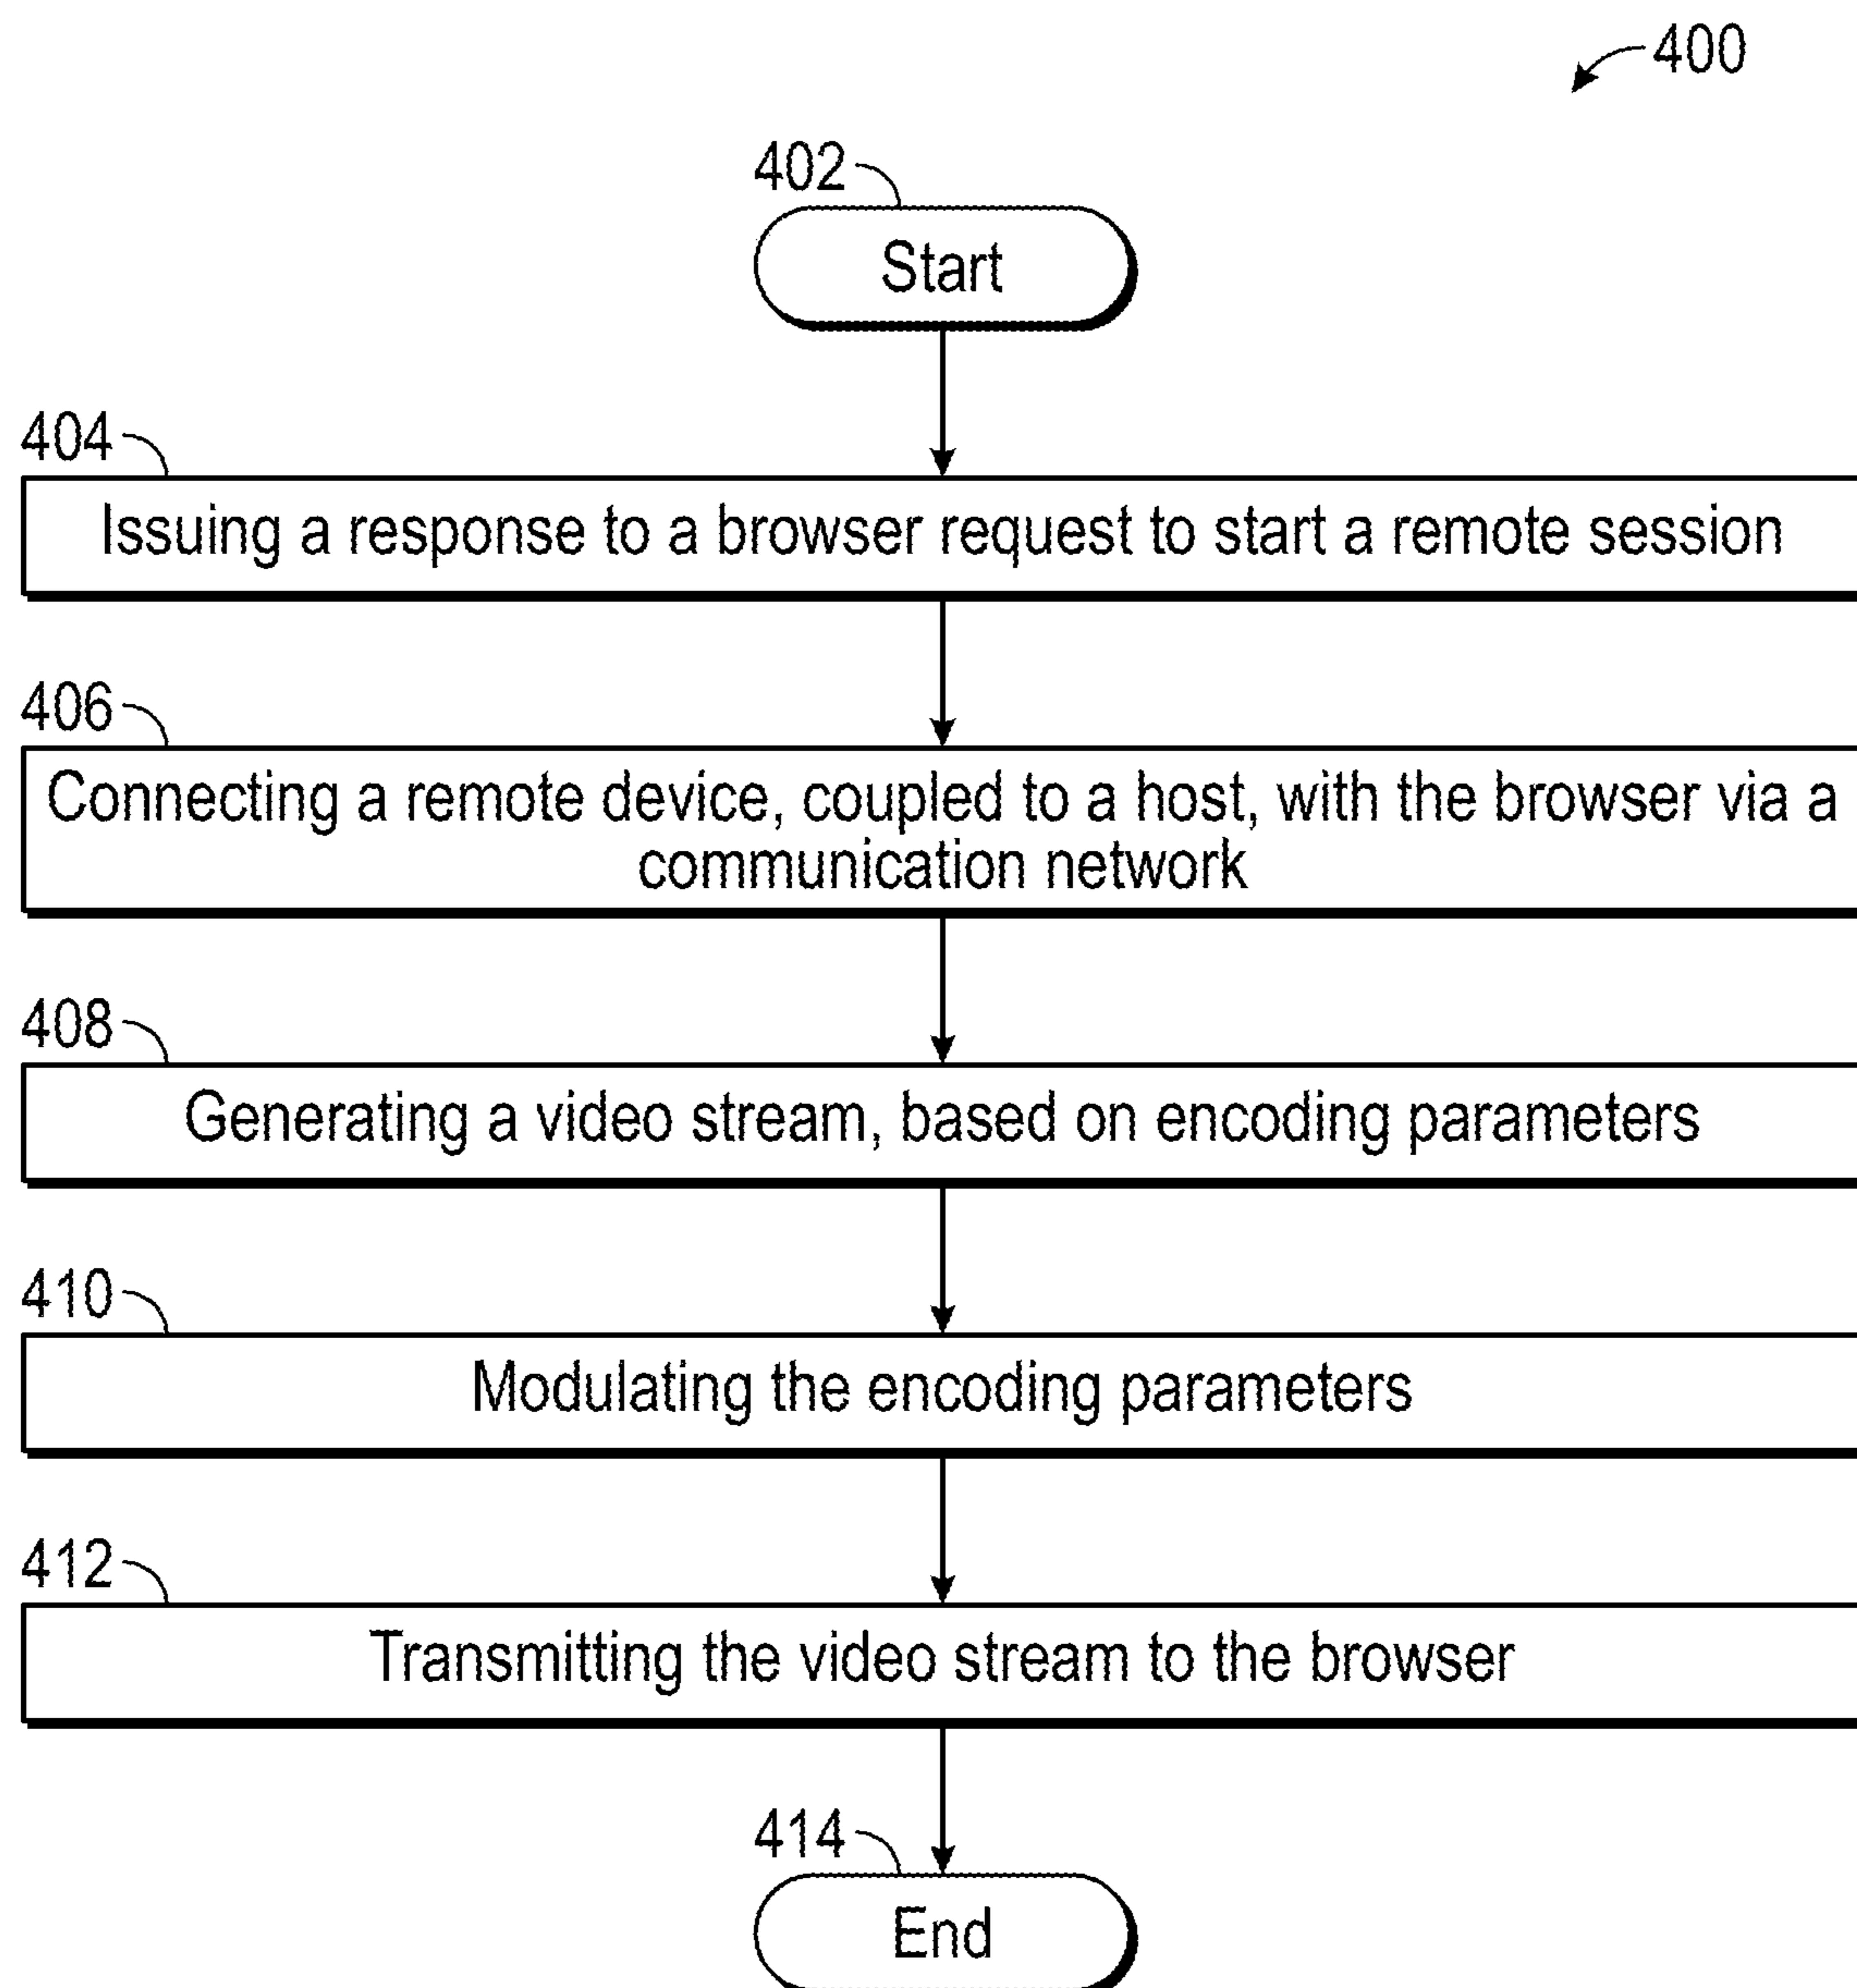 400
402
Start
404
Issuing a response to a browser request to start a remote session
406
Connecting a remote device, coupled to a host, with the browser via a
communication network
408
Generating a video stream, based on encoding parameters
410
Modulating the encoding parameters
412
Transmitting the video stream to the browser
414
End